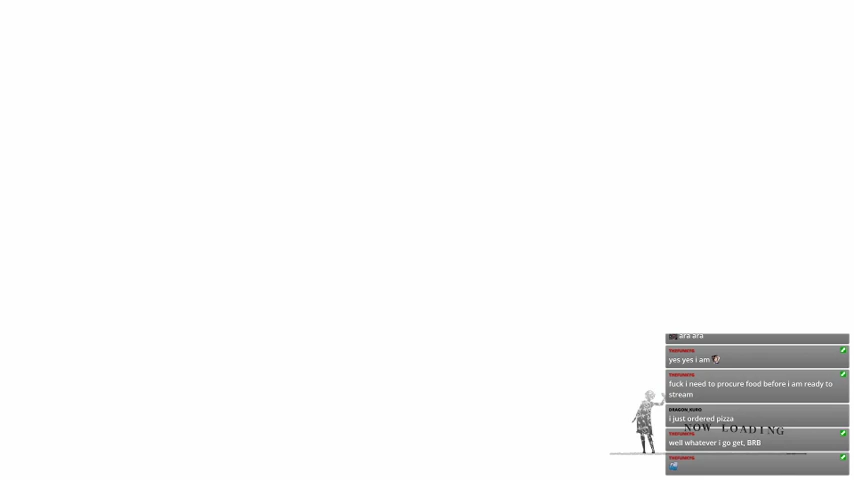 ara ara
yes yes i am
fuck i need to procure food before i am ready to
stream
DRAGON_KURO
i just ordered pizza
NOW LOADING
well whatever i go get, BRB